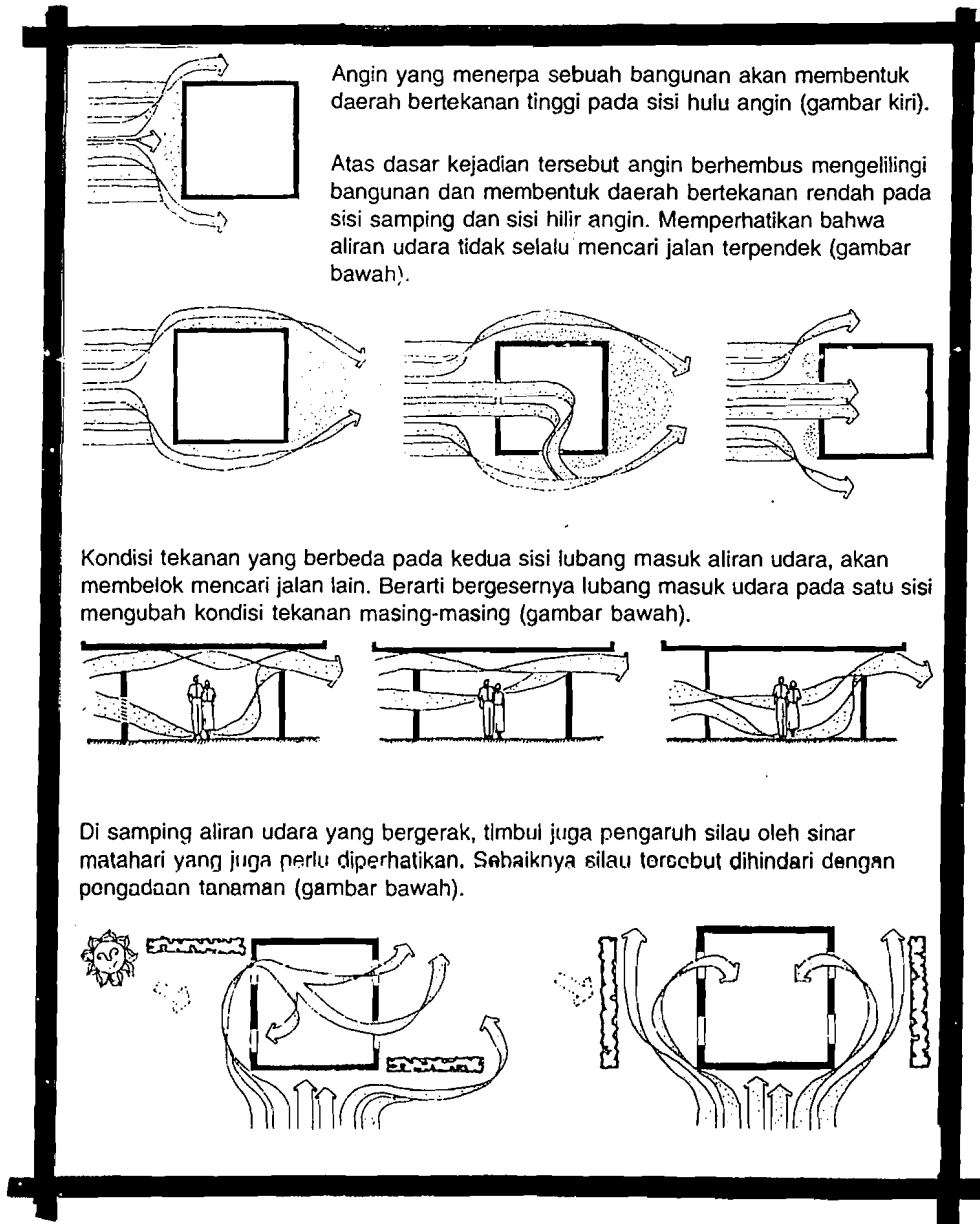 Angin yang menerpa sebuah bangunan akan membentuk
daerah bertekanan tinggi pada sisi hulu angin (gambar kiri).
Atas dasar kejadian tersebut angin berhembus mengelilingi
bangunan dan membentuk daerah bertekanan rendah pada
sisi samping dan sisi hilir angin. Memperhatikan bahwa
aliran udara tidak selalu mencari jalan terpendek (gambar
bawah).
Kondisi tekanan yang berbeda pada kedua sisi lubang masuk aliran udara, akan
membelok mencari jalan lain. Berarti bergesernya lubang masuk udara pada satu sisi
mengubah kondisi tekanan masing-masing (gambar bawah).
Di samping aliran udara yang bergerak, timbul juga pengaruh silau oleh sinar
matahari yang juga perlu diperhatikan. Sebaiknya silau tersebut dihindari dengan
pengadaan tanaman (gambar bawah).